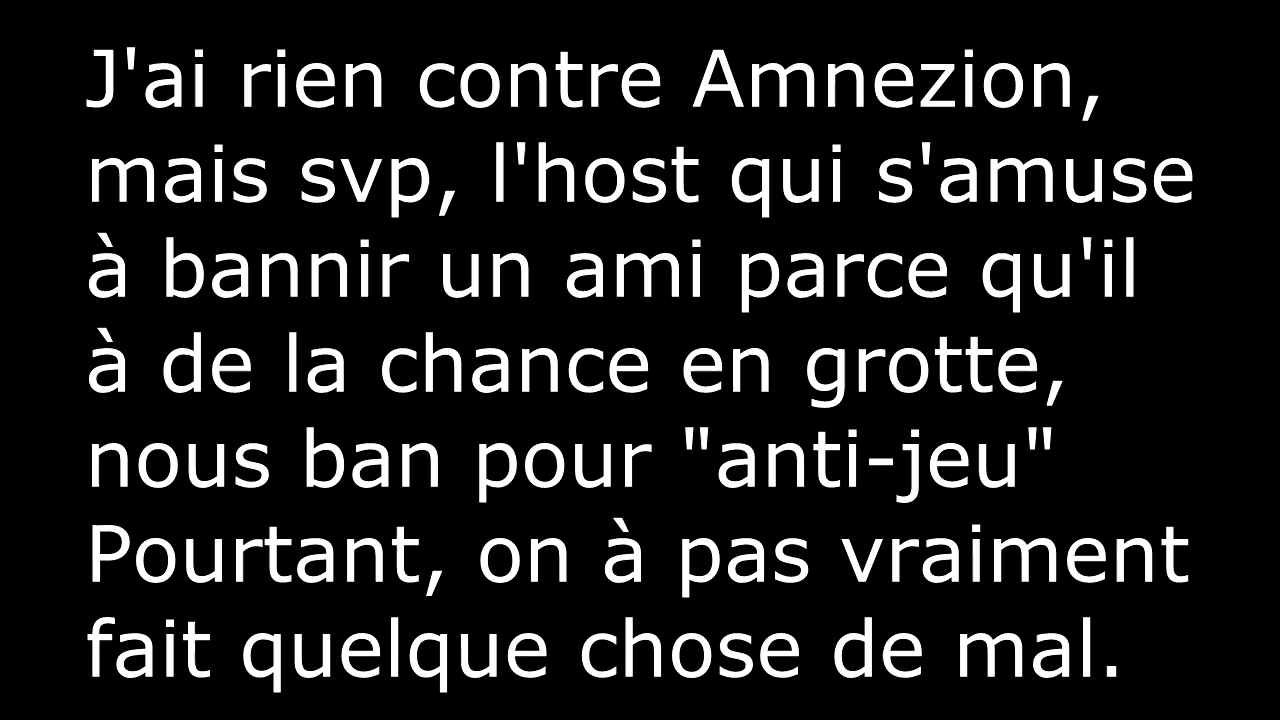 J'ai rien contre Amnezion,
mais svp, l'host qui s'amuse
à bannir un ami parce qu'il
à de la chance en grotte,
nous ban pour "anti-jeu"
Pourtant, on à pas vraiment
fait quelque chose de mal.